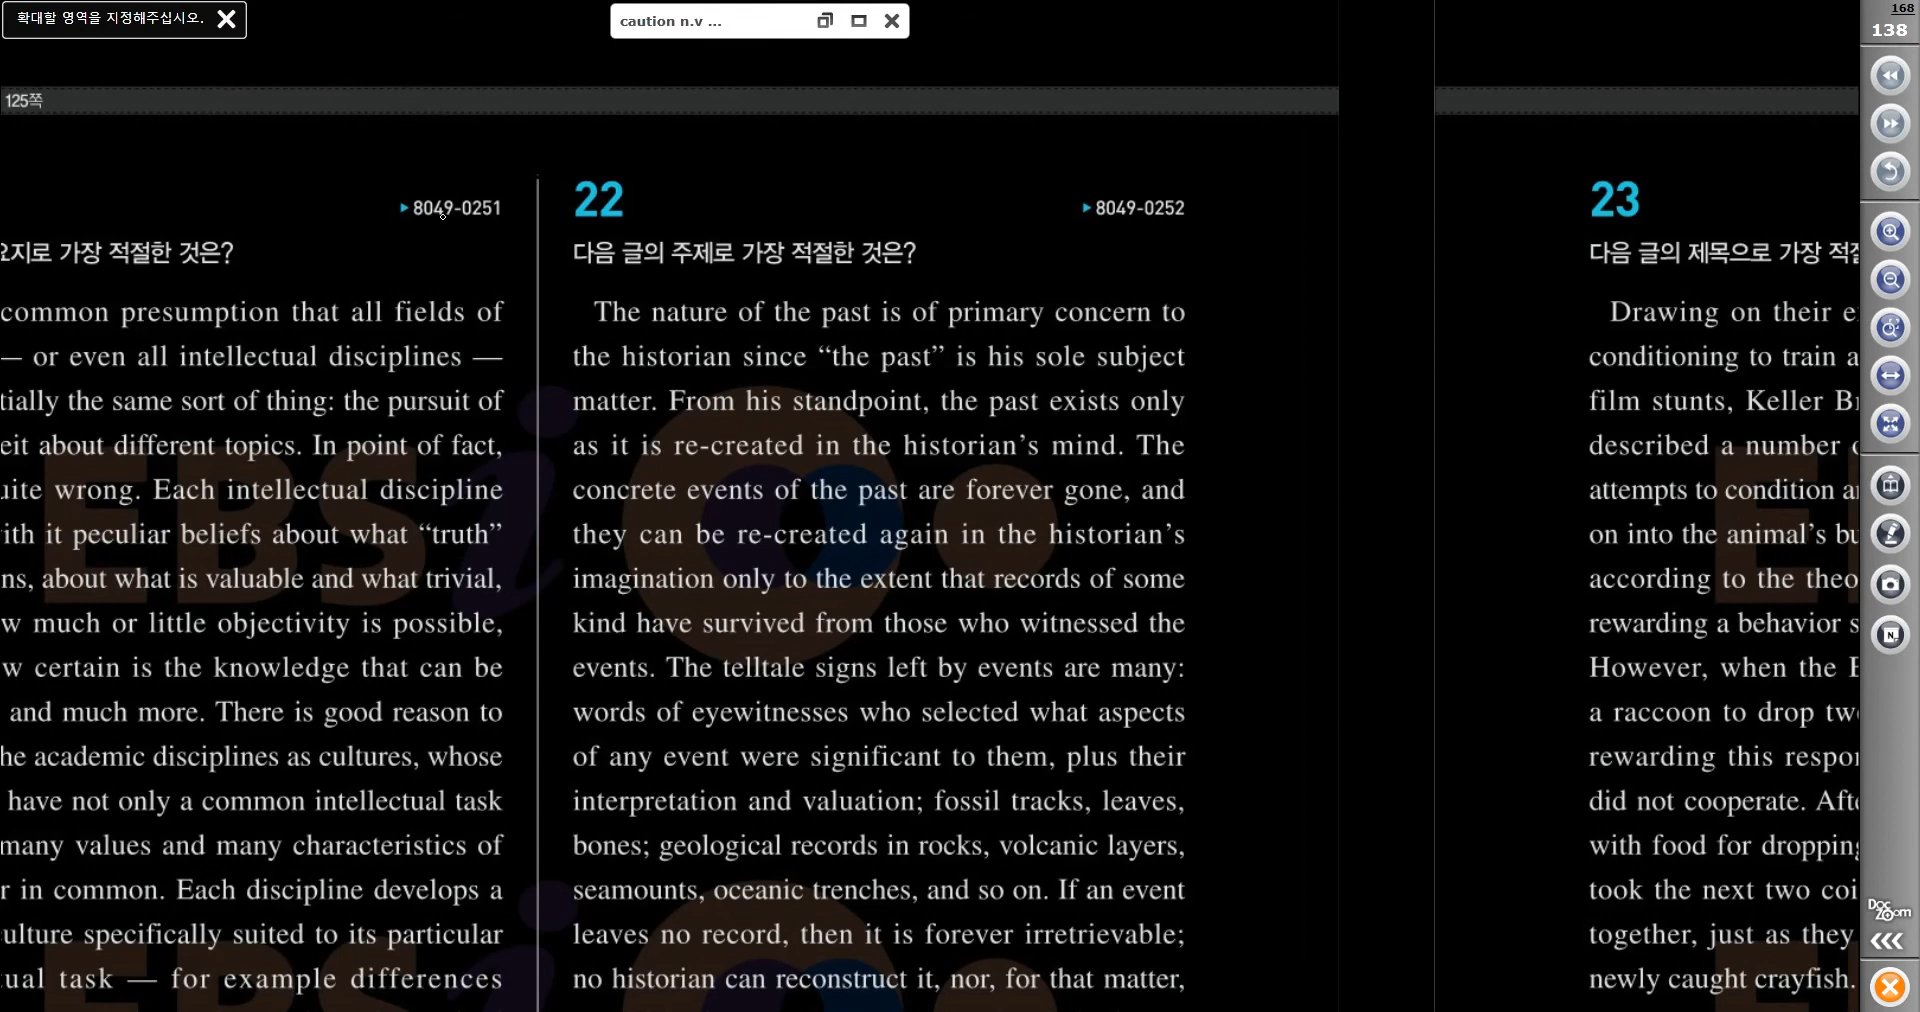 확대할 영역을 지정해주십시오.
caution n.v ...
168
138
125쪽
▶8049-0251
요지로 가장 적절한 것은?
common presumption that all fields of
— or even all intellectual disciplines —
tially the same sort of thing: the pursuit of
eit about different topics. In point of fact,
uite wrong. Each intellectual discipline
ith it peculiar beliefs about what “truth”
ns, about what is valuable and what trivial,
w much or little objectivity is possible,
w certain is the knowledge that can be
and much more. There is good reason to
he academic disciplines as cultures, whose
have not only a common intellectual task
many values and many characteristics of
r in common. Each discipline develops a
ulture specifically suited to its particular
ual task — for example differences
22
▶8049-0252
다음 글의 주제로 가장 적절한 것은?
The nature of the past is of primary concern to
the historian since “the past” is his sole subject
matter. From his standpoint, the past exists only
as it is re-created in the historian’s mind. The
concrete events of the past are forever gone, and
they can be re-created again in the historian’s
imagination only to the extent that records of some
kind have survived from those who witnessed the
events. The telltale signs left by events are many:
words of eyewitnesses who selected what aspects
of any event were significant to them, plus their
interpretation and valuation; fossil tracks, leaves,
bones; geological records in rocks, volcanic layers,
seamounts, oceanic trenches, and so on. If an event
leaves no record, then it is forever irretrievable;
no historian can reconstruct it, nor, for that matter,
23
다음 글의 제목으로 가장 적절
Drawing on their e
conditioning to train a
film stunts, Keller Br
described a number o
attempts to condition an
on into the animal’s bu
according to the theo
rewarding a behavior s
However, when the B
a raccoon to drop tw
rewarding this respon
did not cooperate. Afte
with food for dropping
took the next two coi
together, just as they
newly caught crayfish.
EBSi
Doc Zoom